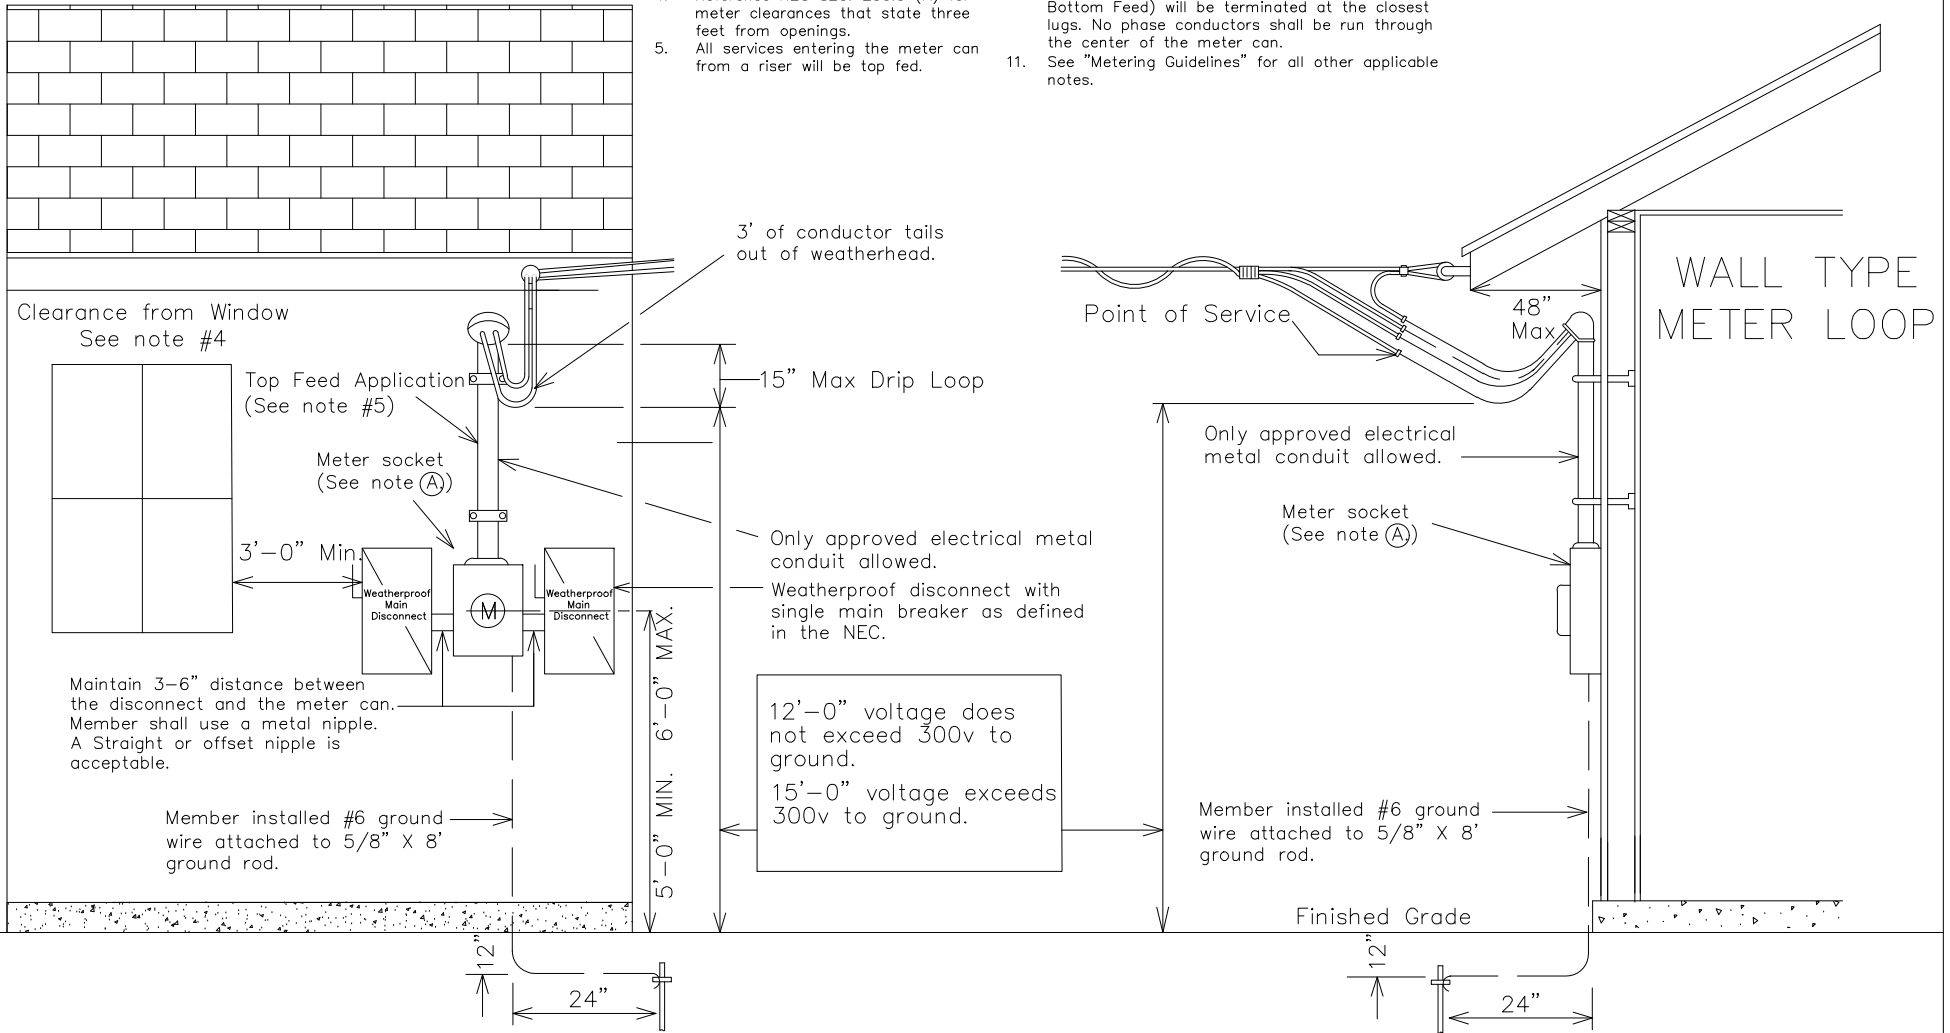 meter clearances that state three
feet from openings.
5. All services entering the meter can
from a riser will be top fed.
Bottom Feed) will be terminated at the closest
lugs. No phase conductors shall be run through
the center of the meter can.
11. See "Metering Guidelines" for all other applicable
notes.
3' of conductor tails
out of weatherhead.
Clearance from Window
See note #4
Top Feed Application
(See note #5)
15" Max Drip Loop
Meter socket
(See note A.)
3'-0" Min.
Weatherproof
Main
Disconnect
M
Weatherproof
Main
Disconnect
Only approved electrical metal
conduit allowed.
Weatherproof disconnect with
single main breaker as defined
in the NEC.
Maintain 3-6" distance between
the disconnect and the meter can.
Member shall use a metal nipple.
A Straight or offset nipple is
acceptable.
5'-0" MIN. 6'-0" MAX.
12'-0" voltage does
not exceed 300v to
ground.
15'-0" voltage exceeds
300v to ground.
Member installed #6 ground
wire attached to 5/8" X 8'
ground rod.
12"
24"
WALL TYPE
METER LOOP
Point of Service
48"
Max
Only approved electrical
metal conduit allowed.
Meter socket
(See note A.)
Member installed #6 ground
wire attached to 5/8" X 8'
ground rod.
Finished Grade
12"
24"